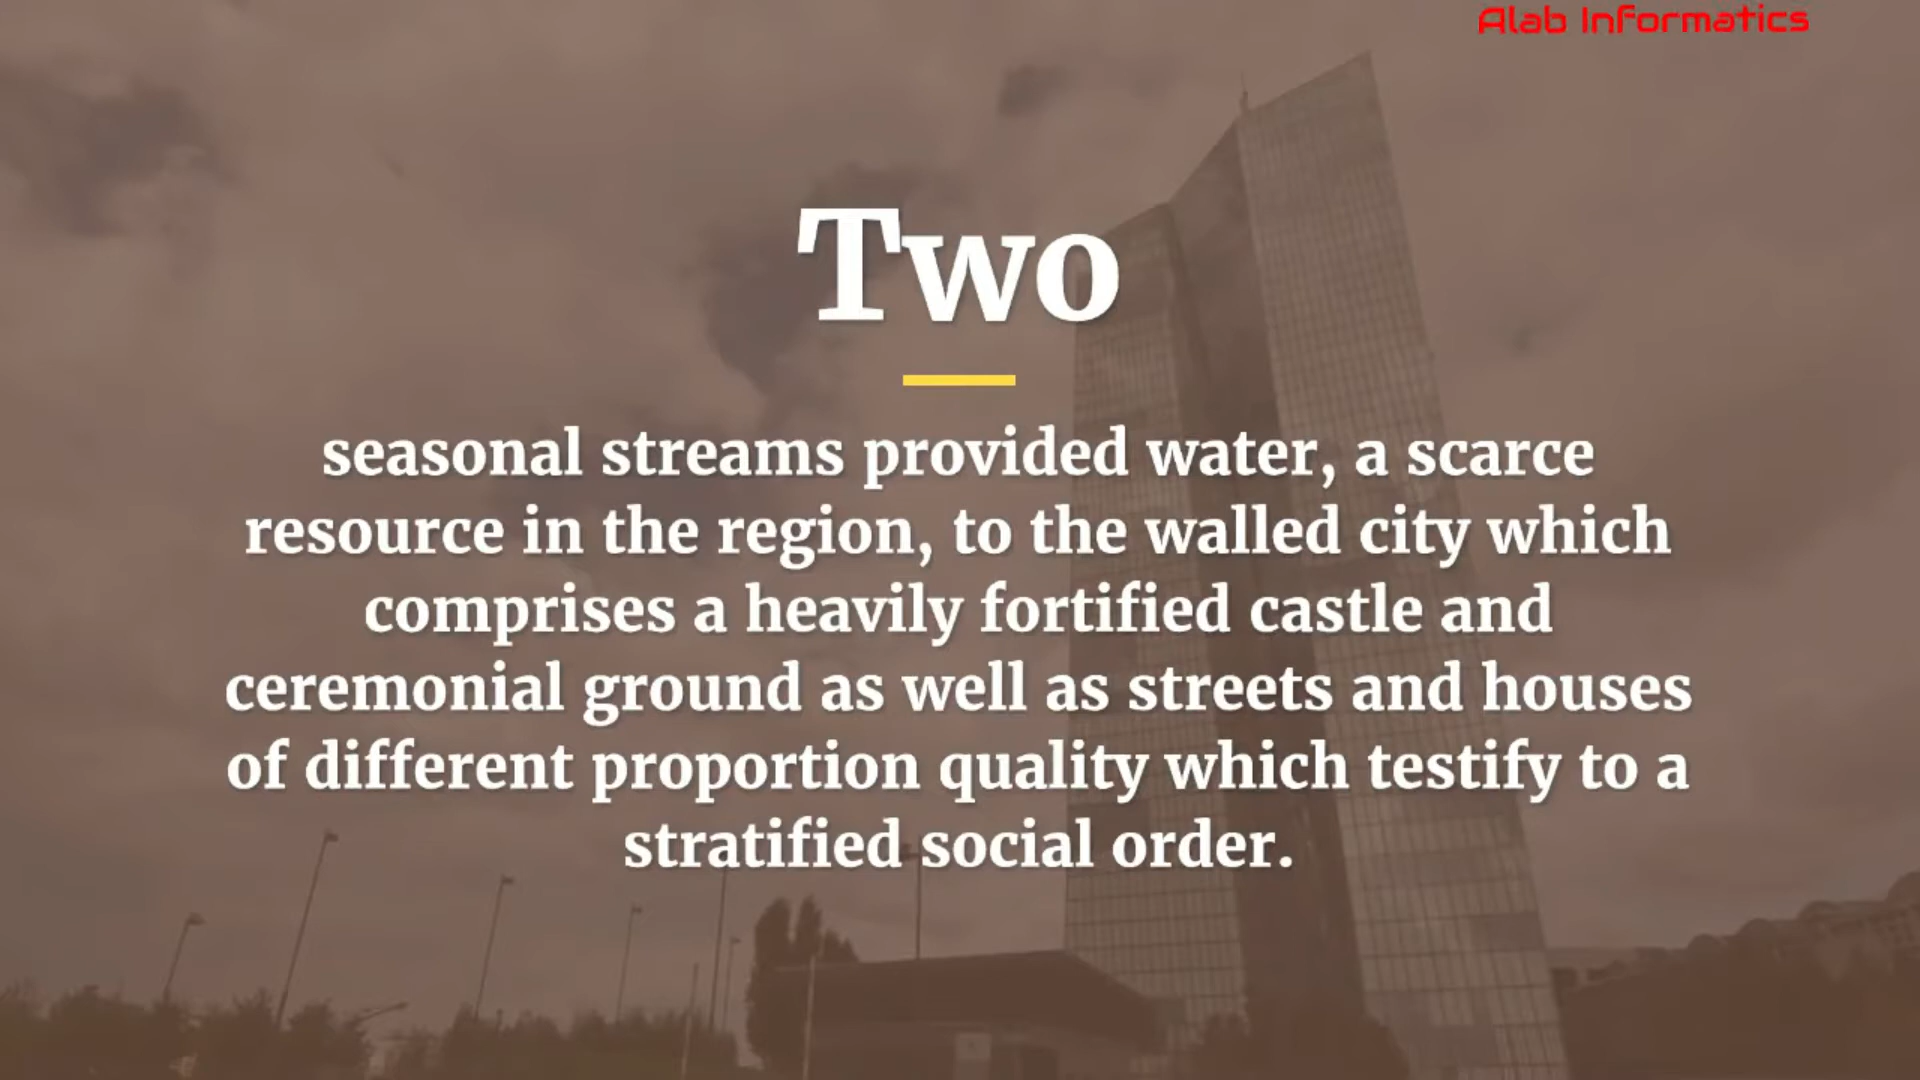 Alab Informatics
Two
seasonal streams provided water, a scarce
resource in the region, to the walled city which
comprises a heavily fortified castle and
ceremonial ground as well as streets and houses
of different proportion quality which testify to a
stratified social order.